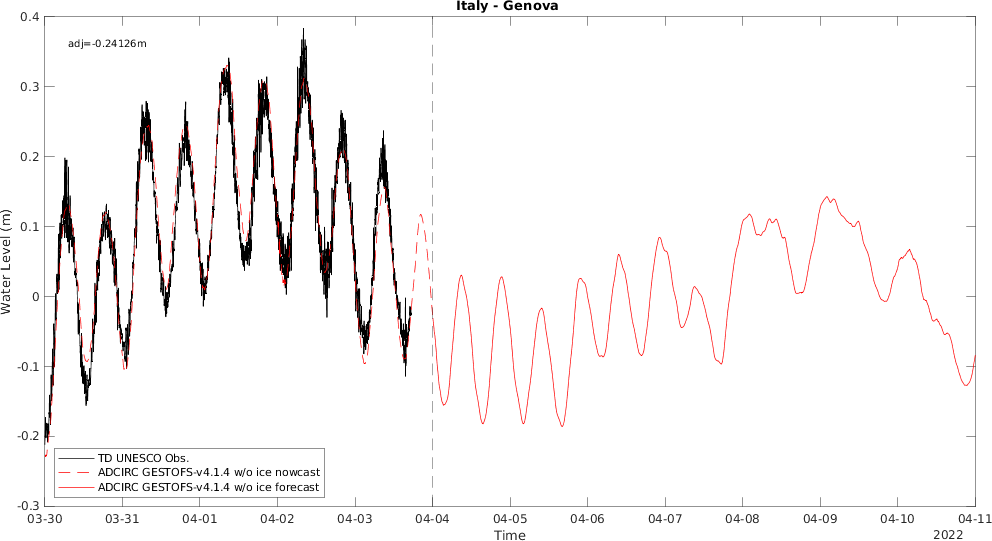 Italy - Genova
adj=-0.24126m
Water Level (m)
0.4
0.3
0.2
0.1
0
-0.1
-0.2
-0.3
TD UNESCO Obs.
ADCIRC GESTOFS-v4.1.4 w/o ice nowcast
ADCIRC GESTOFS-v4.1.4 w/o ice forecast
03-30 03-31 04-01 04-02 04-03 04-04 04-05 04-06 04-07 04-08 04-09 04-10 04-11
Time
2022